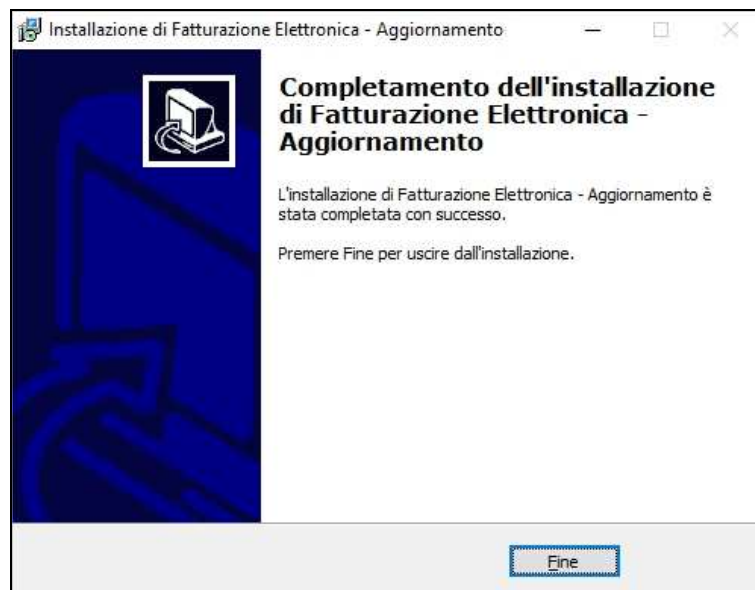 Installazione di Fatturazione Elettronica - Aggiornamento
Completamento dell'installazione
di Fatturazione Elettronica -
Aggiornamento
L'installazione di Fatturazione Elettronica - Aggiornamento è
stata completata con successo.
Premere Fine per uscire dall'installazione.
Fine